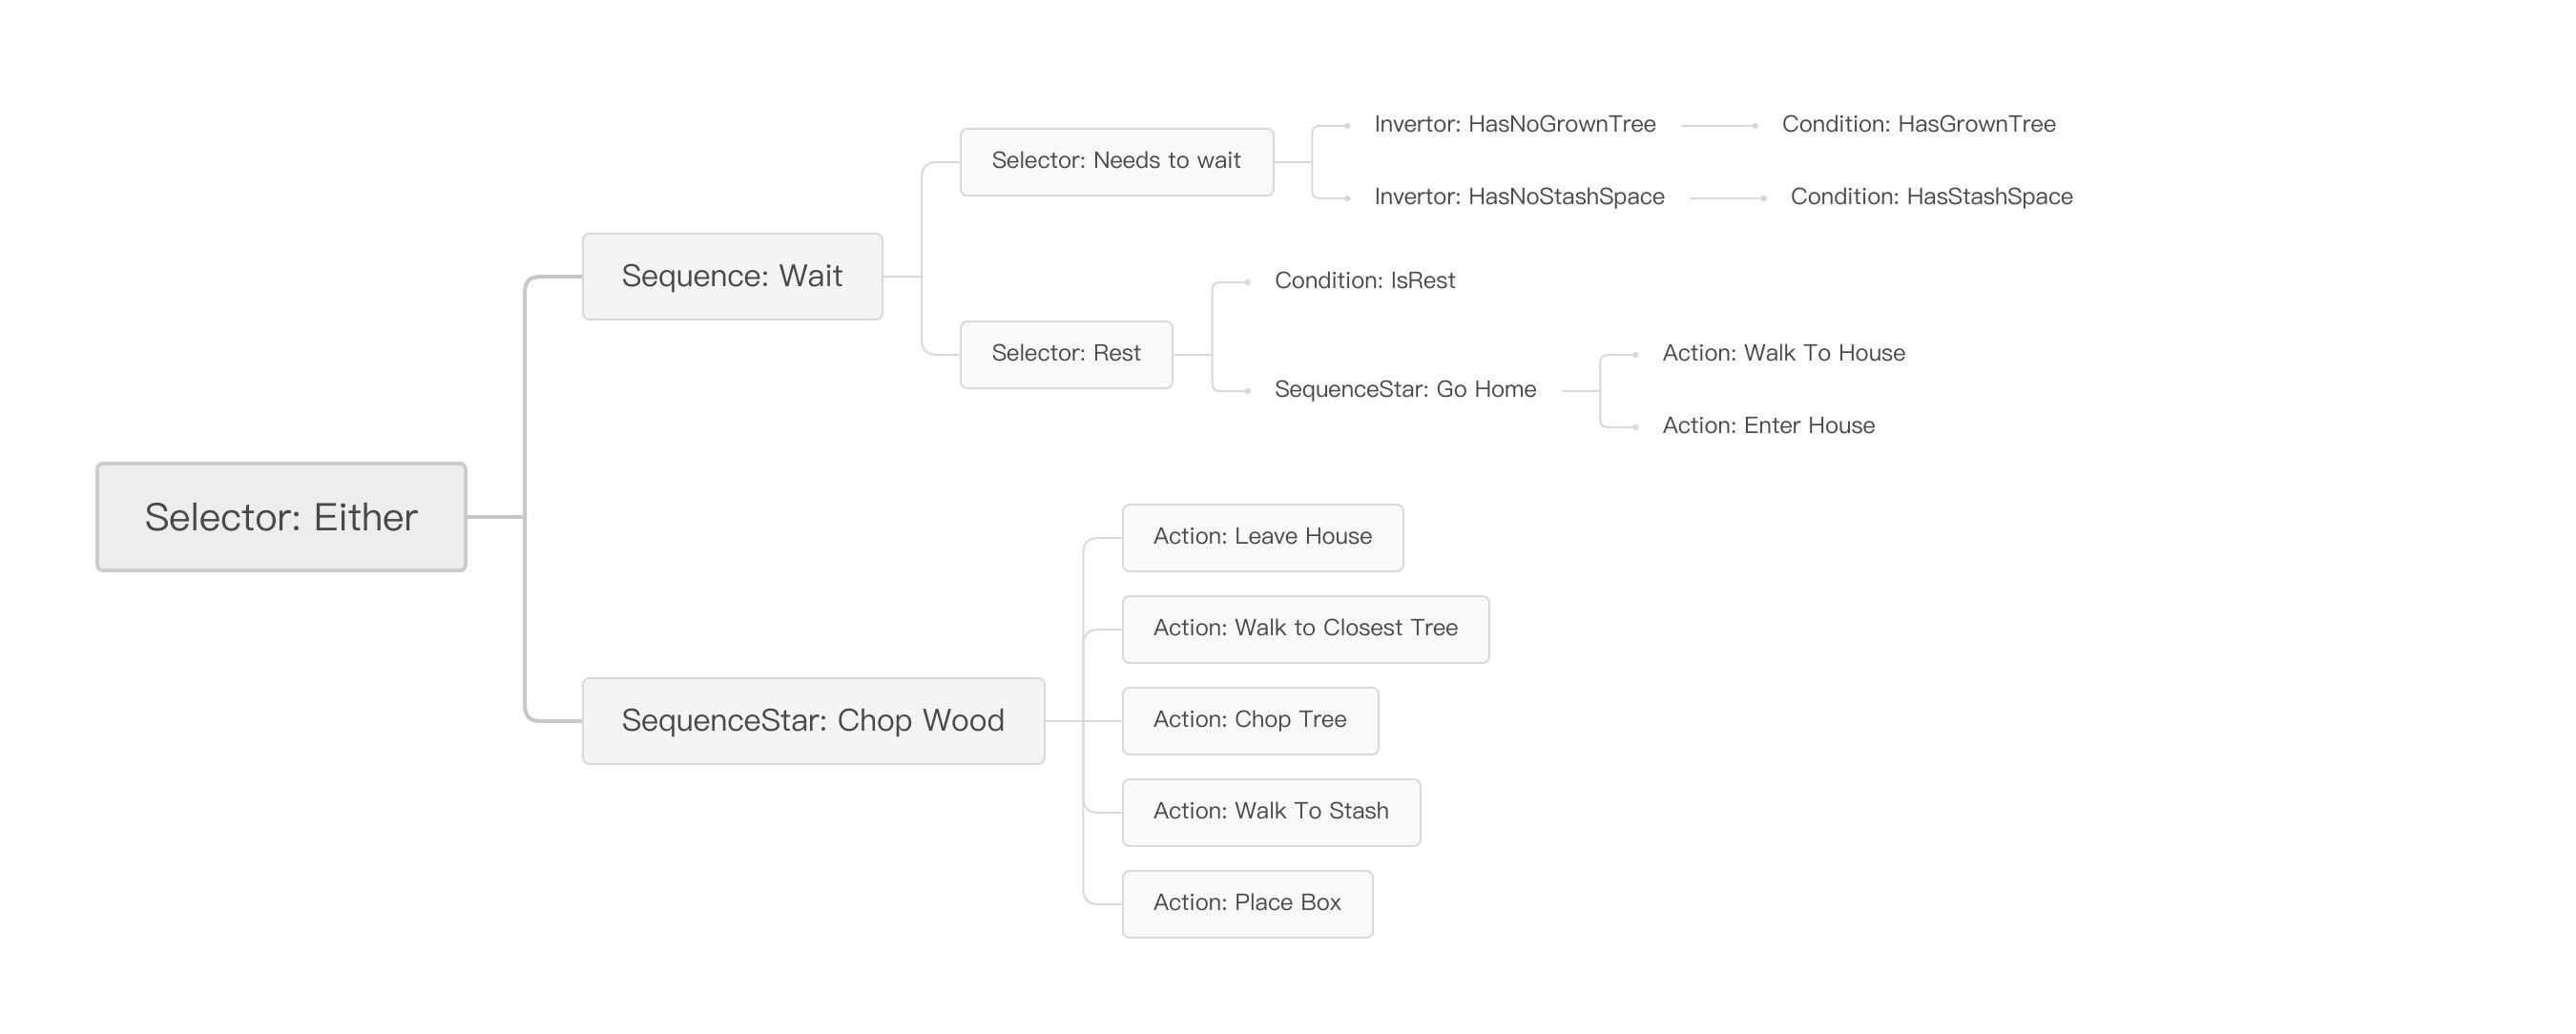 Selector: Either
Sequence: Wait
Selector: Needs to wait
Invertor: HasNoGrownTree
Condition: HasGrownTree
Invertor: HasNoStashSpace
Condition: HasStashSpace
Selector: Rest
Condition: IsRest
SequenceStar: Go Home
Action: Walk To House
Action: Enter House
SequenceStar: Chop Wood
Action: Leave House
Action: Walk to Closest Tree
Action: Chop Tree
Action: Walk To Stash
Action: Place Box